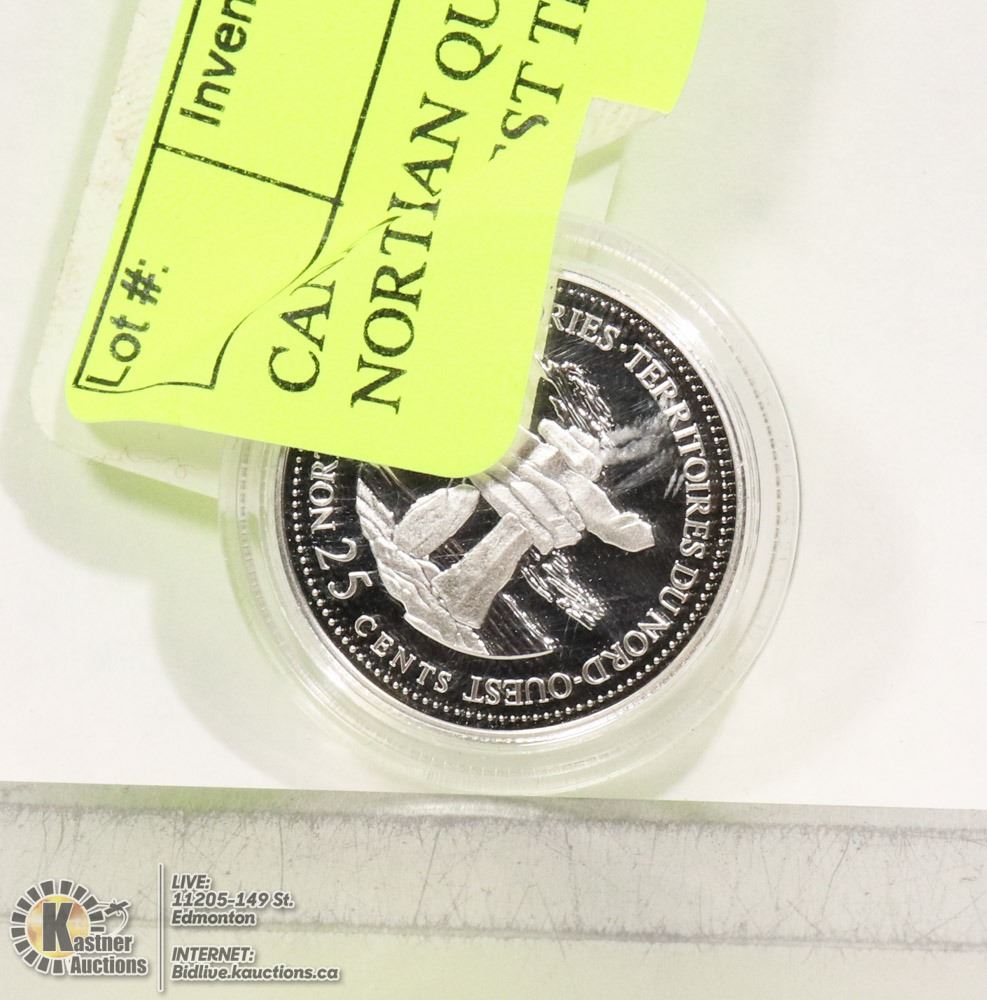 Lot #:
Inven
CA
NORTIAN QU
ST T
NOR
RIES · TERRITOIRES DU NORD-OUEST
25 CENTS
Kastner
Auctions
LIVE:
11205-149 St.
Edmonton
INTERNET:
Bidlive.kauctions.ca